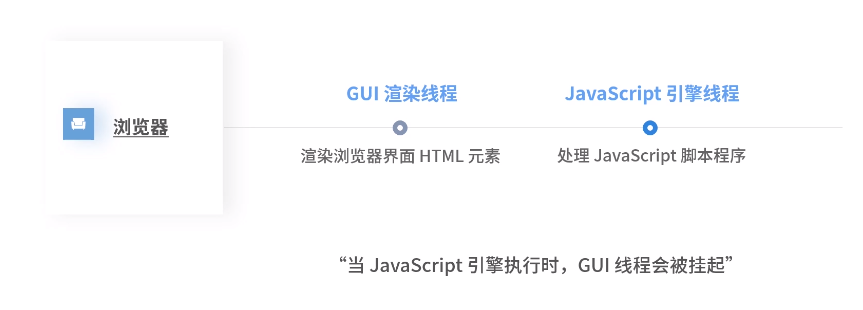 GUI 渲染线程
JavaScript 引擎线程
浏览器
渲染浏览器界面 HTML 元素
处理 JavaScript 脚本程序
“当 JavaScript 引擎执行时，GUI 线程会被挂起”